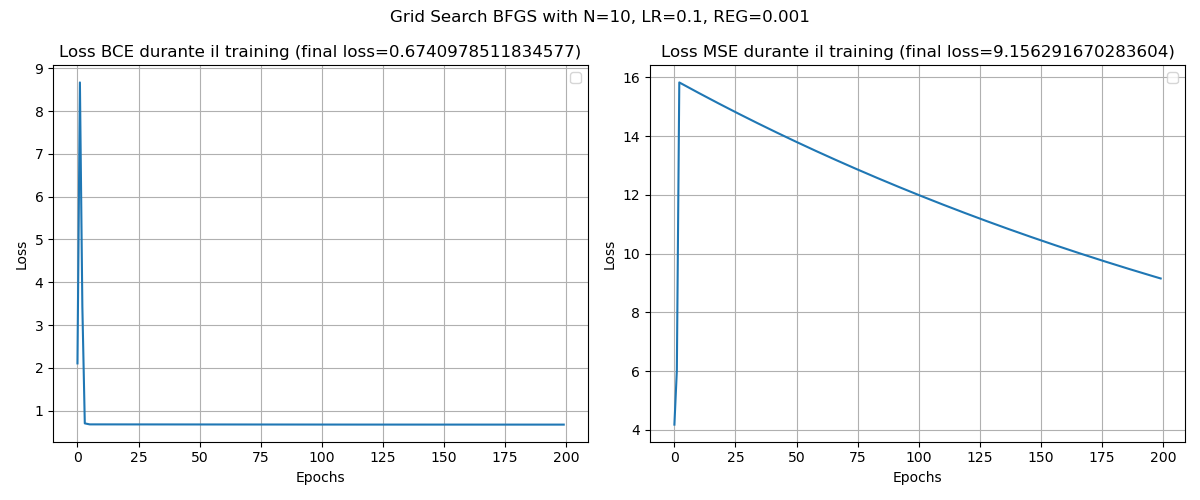 Grid Search BFGS with N=10, LR=0.1, REG=0.001
Loss BCE durante il training (final loss=0.6740978511834577)
9
8
7
6
5
4
3
2
1
Loss
0 25 50 75 100 125 150 175 200
Epochs
Loss MSE durante il training (final loss=9.156291670283604)
16
14
12
10
8
6
4
Loss
0 25 50 75 100 125 150 175 200
Epochs